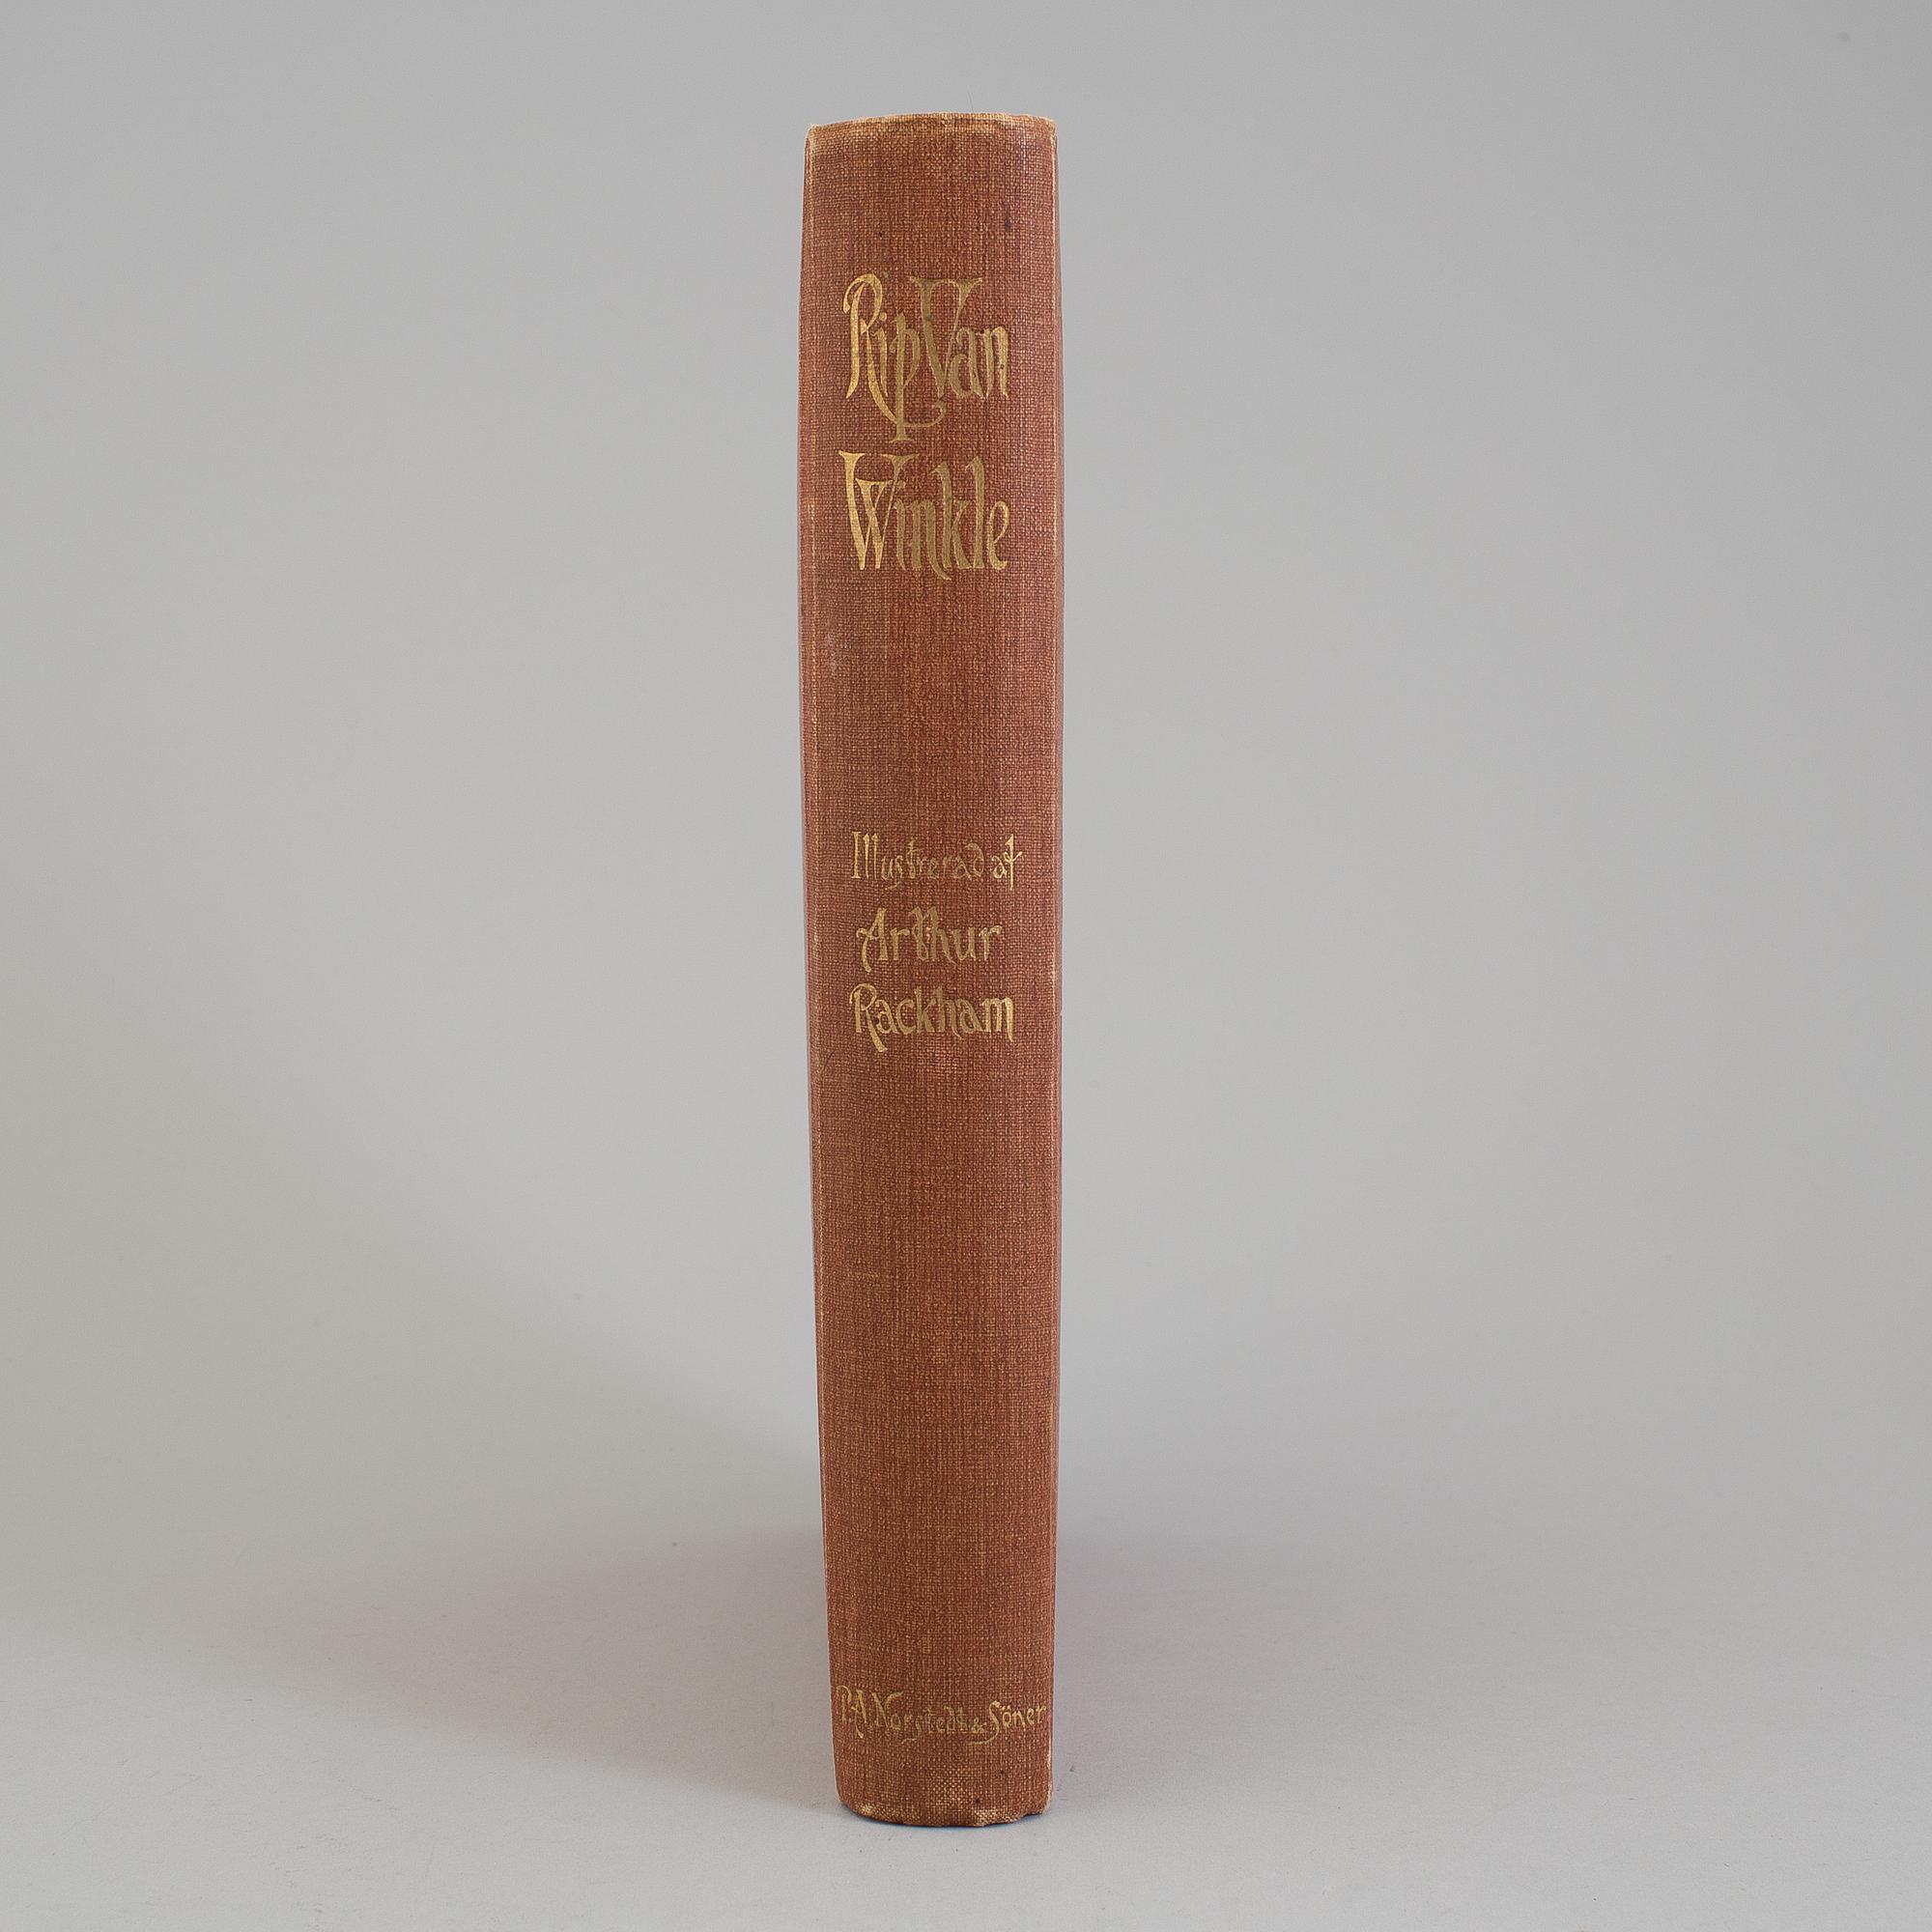 Rip Van
Winkle
Illustrerad af
Arthur
Rackham
P.A. Norstedt & Söner